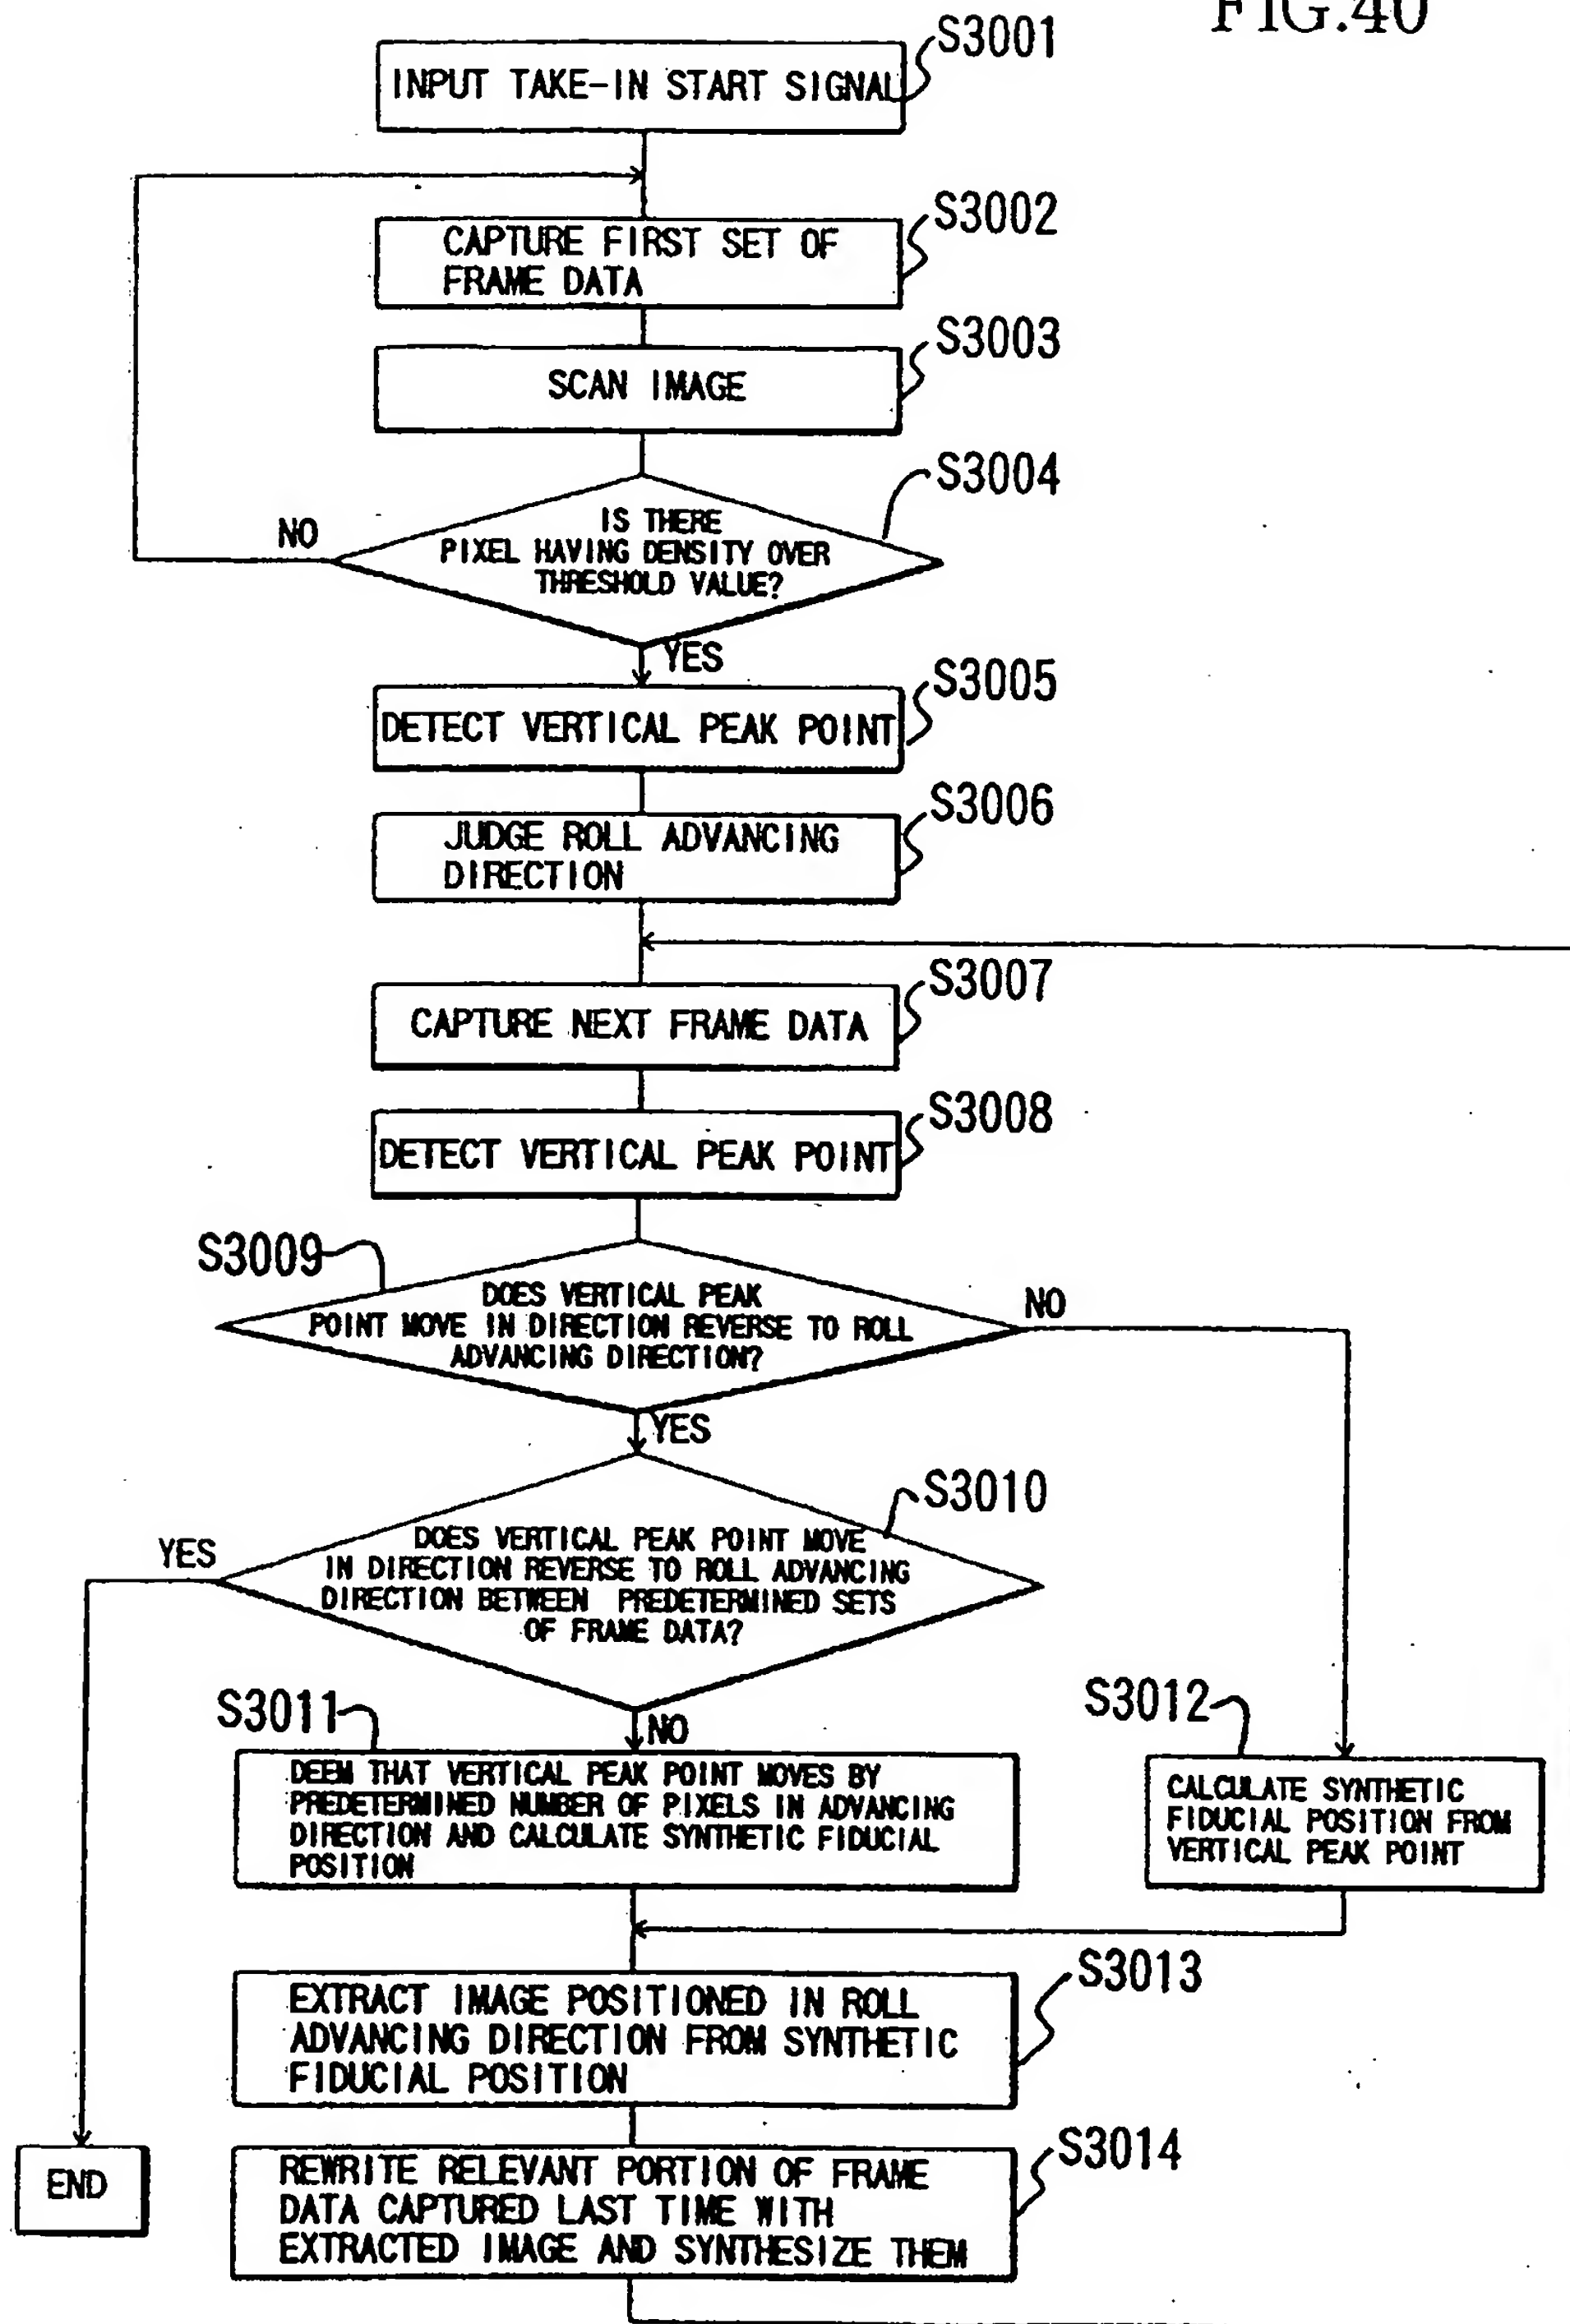 FIG.40
S3001
INPUT TAKE-IN START SIGNAL
S3002
CAPTURE FIRST SET OF
FRAME DATA
S3003
SCAN IMAGE
S3004
IS THERE
PIXEL HAVING DENSITY OVER
THRESHOLD VALUE?
NO
YES
S3005
DETECT VERTICAL PEAK POINT
S3006
JUDGE ROLL ADVANCING
DIRECTION
S3007
CAPTURE NEXT FRAME DATA
S3008
DETECT VERTICAL PEAK POINT
S3009
DOES VERTICAL PEAK
POINT MOVE IN DIRECTION REVERSE TO ROLL
ADVANCING DIRECTION?
NO
YES
S3010
DOES VERTICAL PEAK POINT MOVE
IN DIRECTION REVERSE TO ROLL ADVANCING
DIRECTION BETWEEN PREDETERMINED SETS
OF FRAME DATA?
YES
NO
S3011
DEEM THAT VERTICAL PEAK POINT MOVES BY
PREDETERMINED NUMBER OF PIXELS IN ADVANCING
DIRECTION AND CALCULATE SYNTHETIC FIDUCIAL
POSITION
S3012
CALCULATE SYNTHETIC
FIDUCIAL POSITION FROM
VERTICAL PEAK POINT
S3013
EXTRACT IMAGE POSITIONED IN ROLL
ADVANCING DIRECTION FROM SYNTHETIC
FIDUCIAL POSITION
S3014
REWRITE RELEVANT PORTION OF FRAME
DATA CAPTURED LAST TIME WITH
EXTRACTED IMAGE AND SYNTHESIZE THEM
END